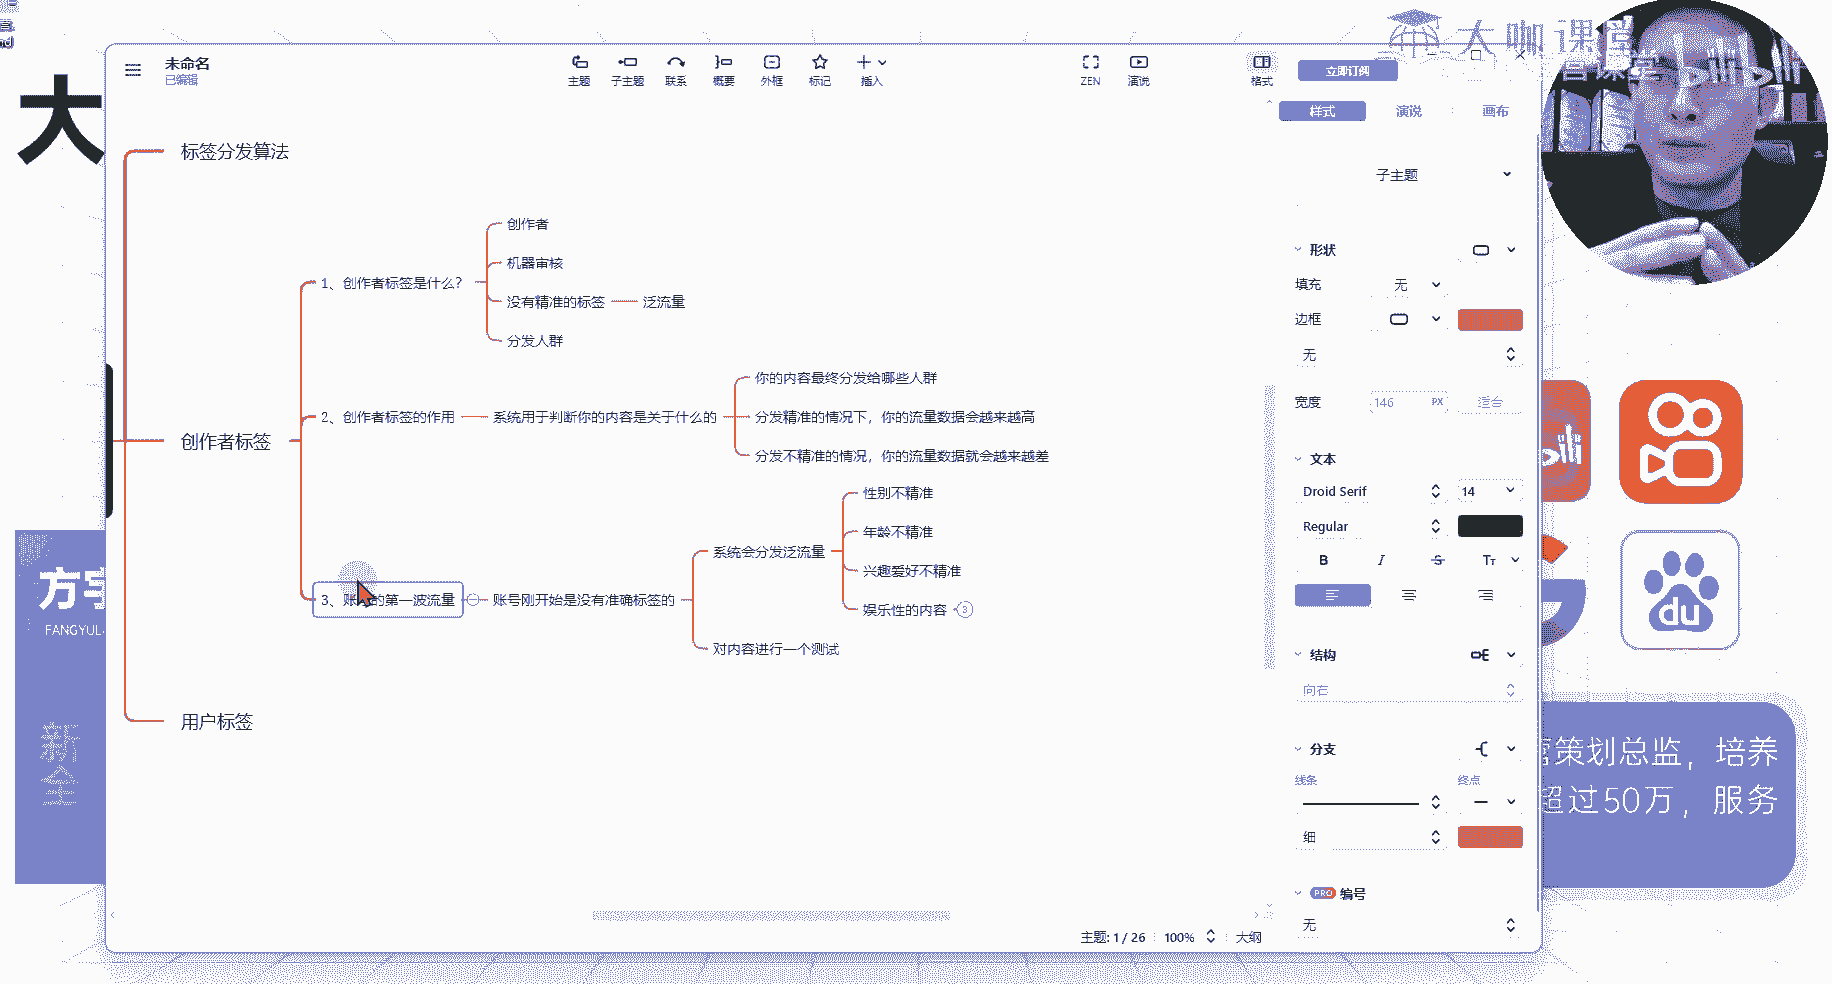 大咖课堂
大
未命名
已编辑
主题
子主题
联系
概要
外框
标记
插入
ZEN
演说
格式
立即订阅
样式
演说
画布
标签分发算法
创作者标签
1、创作者标签是什么？
创作者
机器审核
没有精准的标签
泛流量
分发人群
2、创作者标签的作用
系统用于判断你的内容是关于什么的
你的内容最终分发给哪些人群
分发精准的情况下，你的流量数据会越来越高
分发不精准的情况，你的流量数据就会越来越差
的第一波流量
账号刚开始是没有准确标签的
系统会分发泛流量
性别不精准
年龄不精准
兴趣爱好不精准
娱乐性的内容
3
对内容进行一个测试
用户标签
子主题
形状
填充
无
边框
无
宽度
146
PX
适合
文本
Droid Serif
14
Regular
B
I
S
TT
结构
向右
分支
线条
终点
细
PRO 编号
无
主题: 1 / 26
100%
大纲
方宇
FANGYU
新
全
du
策划总监，培养
超过50万，服务